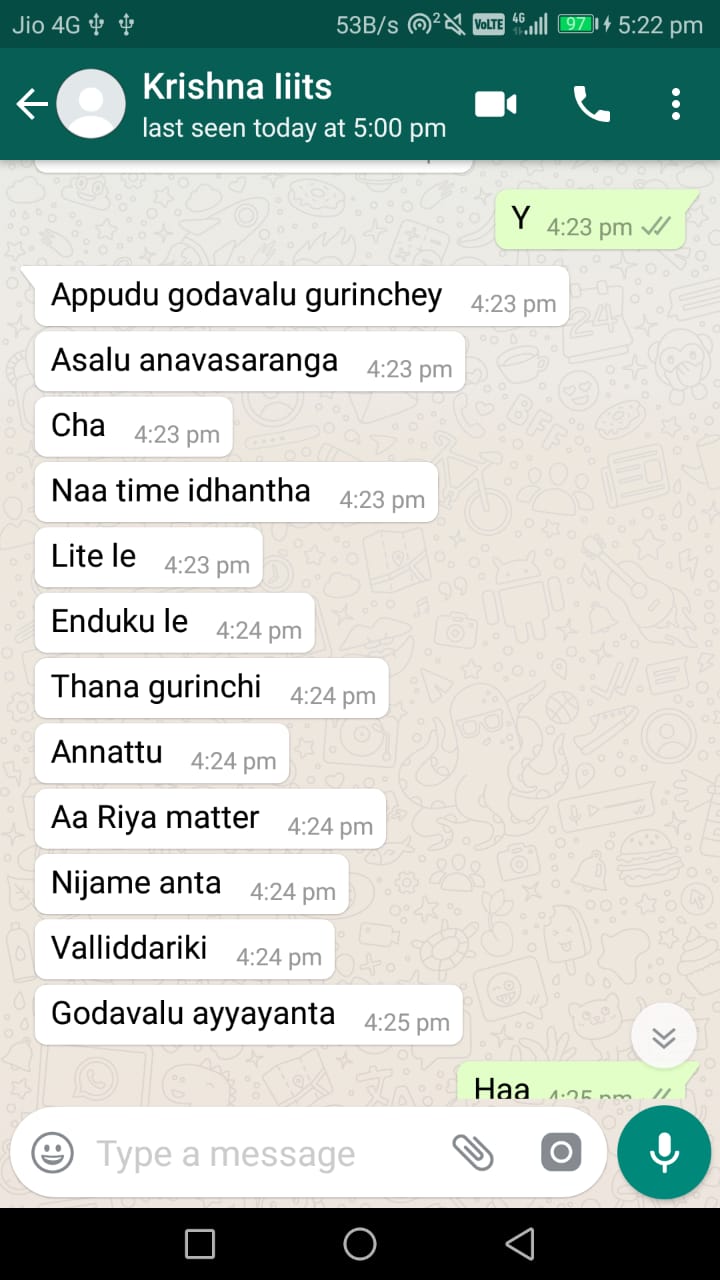 Jio 4G 53B/s 2 VoLTE 4G 97 5:22 pm
Krishna Iiits
last seen today at 5:00 pm
Y 4:23 pm
Appudu godavalu gurinchey 4:23 pm
Asalu anavasaranga 4:23 pm
Cha 4:23 pm
Naa time idhantha 4:23 pm
Lite le 4:23 pm
Enduku le 4:24 pm
Thana gurinchi 4:24 pm
Annattu 4:24 pm
Aa Riya matter 4:24 pm
Nijame anta 4:24 pm
Valliddariki 4:24 pm
Godavalu ayyayanta 4:25 pm
Haa 4:25 pm
Type a message